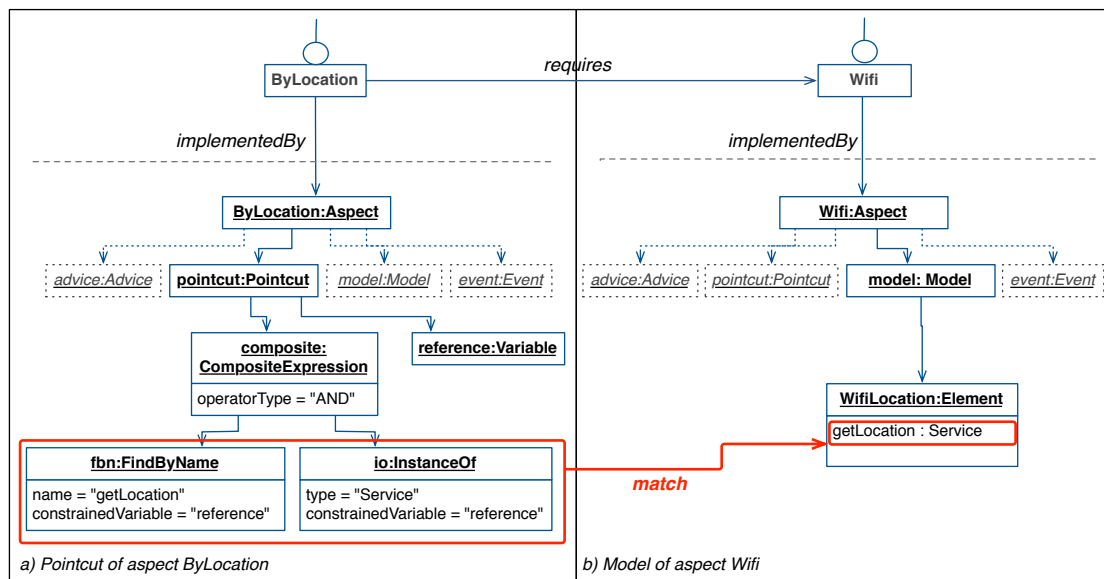 ByLocation
requires
Wifi
implementedBy
implementedBy
ByLocation:Aspect
Wifi:Aspect
advice:Advice
pointcut:Pointcut
model:Model
event:Event
advice:Advice
pointcut:Pointcut
model: Model
event:Event
composite:
CompositeExpression
operatorType = "AND"
reference:Variable
WifiLocation:Element
getLocation : Service
fbn:FindByName
name = "getLocation"
constrainedVariable = "reference"
io:InstanceOf
type = "Service"
constrainedVariable = "reference"
match
a) Pointcut of aspect ByLocation
b) Model of aspect Wifi